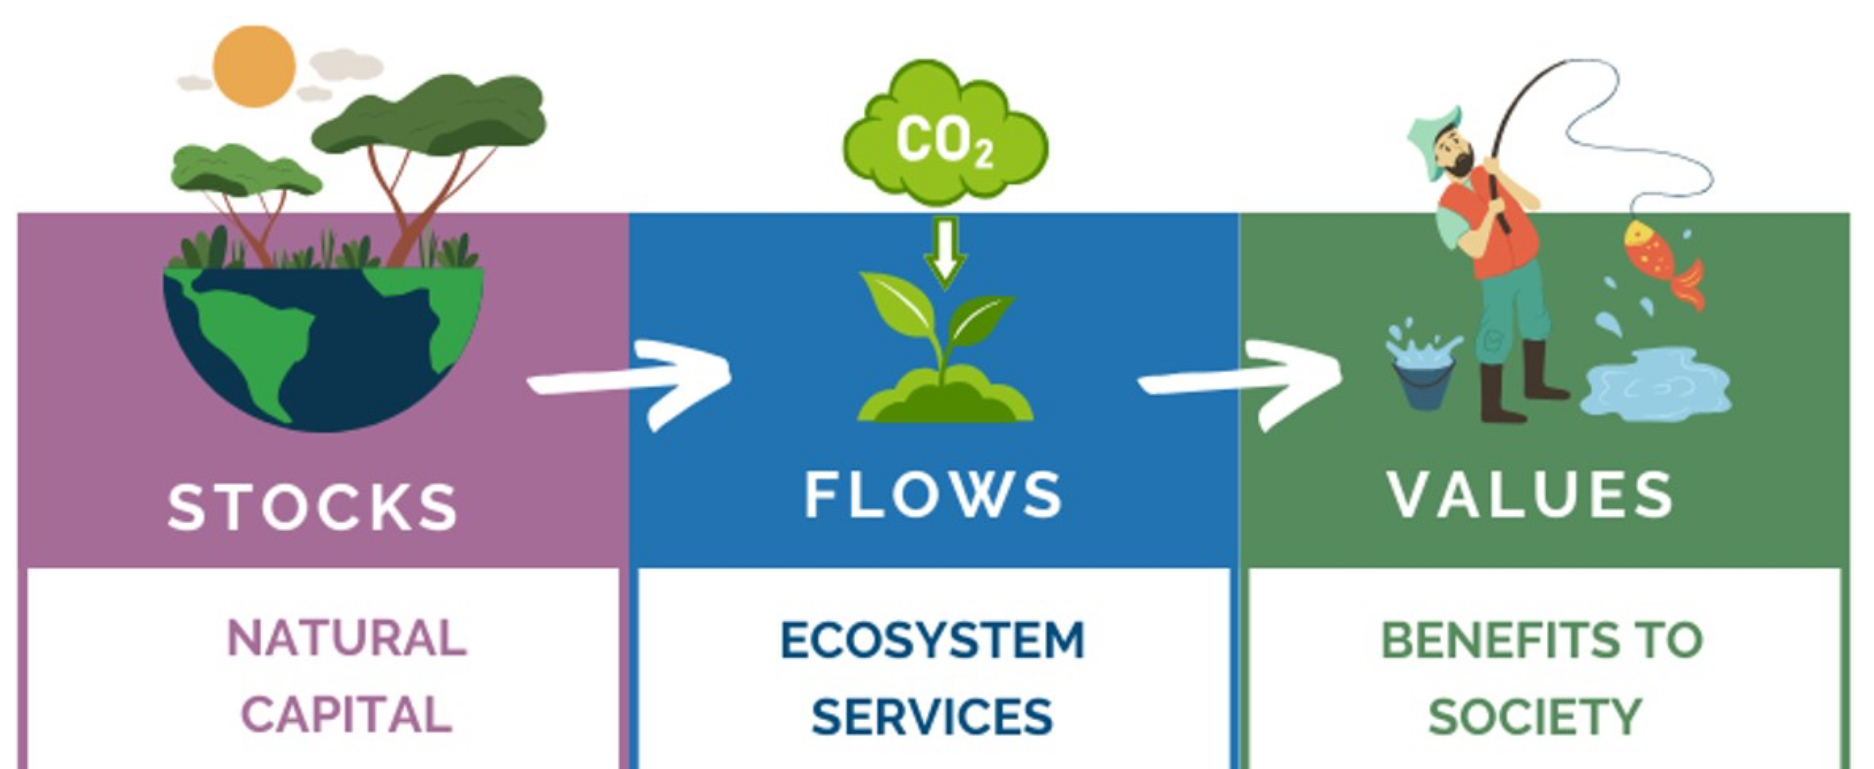 CO₂
STOCKS
FLOWS
VALUES
NATURAL
CAPITAL
ECOSYSTEM
SERVICES
BENEFITS TO
SOCIETY